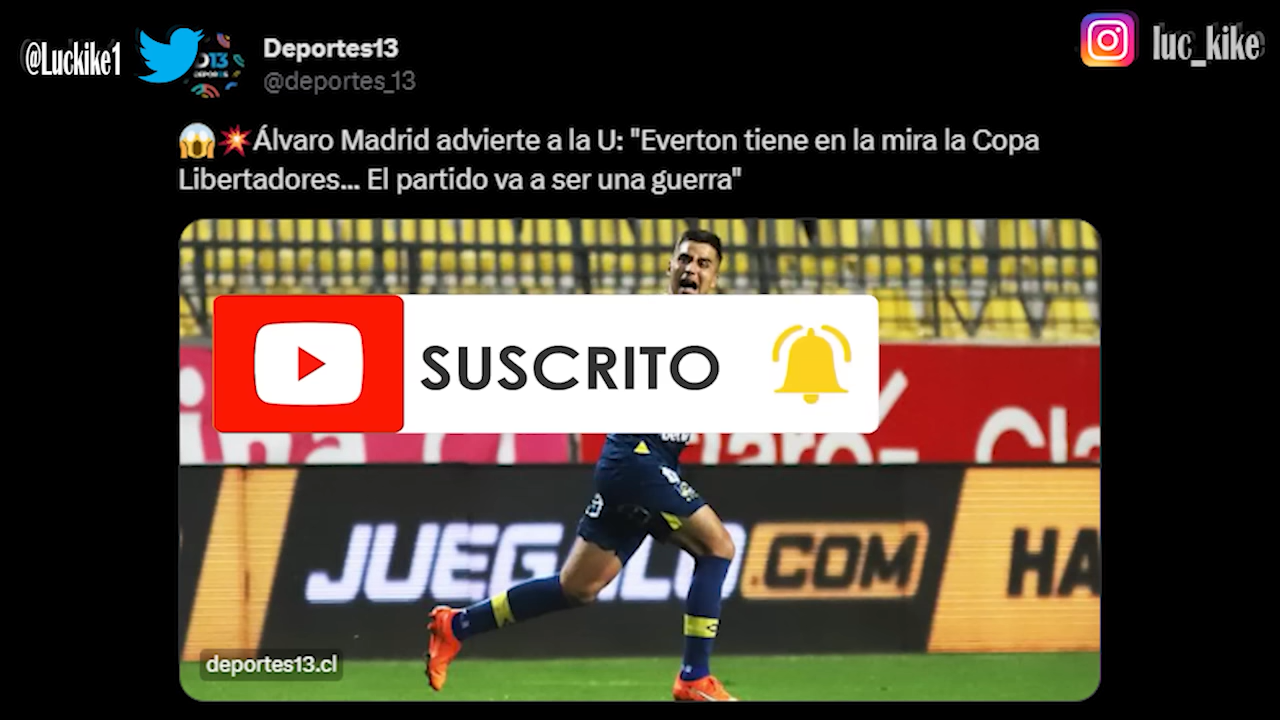 @Luckike1
Deportes13
@deportes_13
luc_kike
Álvaro Madrid advierte a la U: "Everton tiene en la mira la Copa
Libertadores... El partido va a ser una guerra"
SUSCRITO
JUEGALO.COM
HA
deportes13.cl